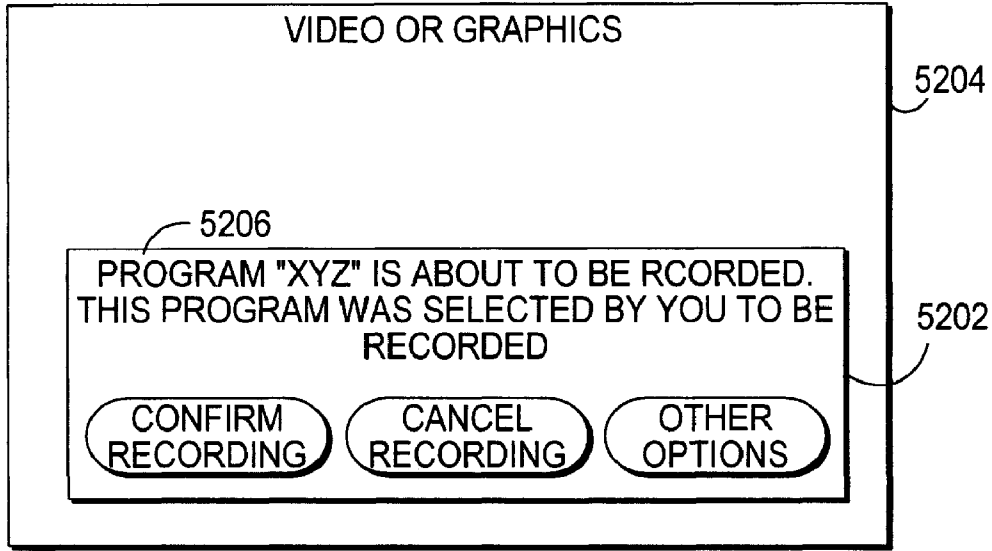 VIDEO OR GRAPHICS
5204
5206
PROGRAM "XYZ" IS ABOUT TO BE RCORDED.
THIS PROGRAM WAS SELECTED BY YOU TO BE
RECORDED
5202
CONFIRM
RECORDING
CANCEL
RECORDING
OTHER
OPTIONS